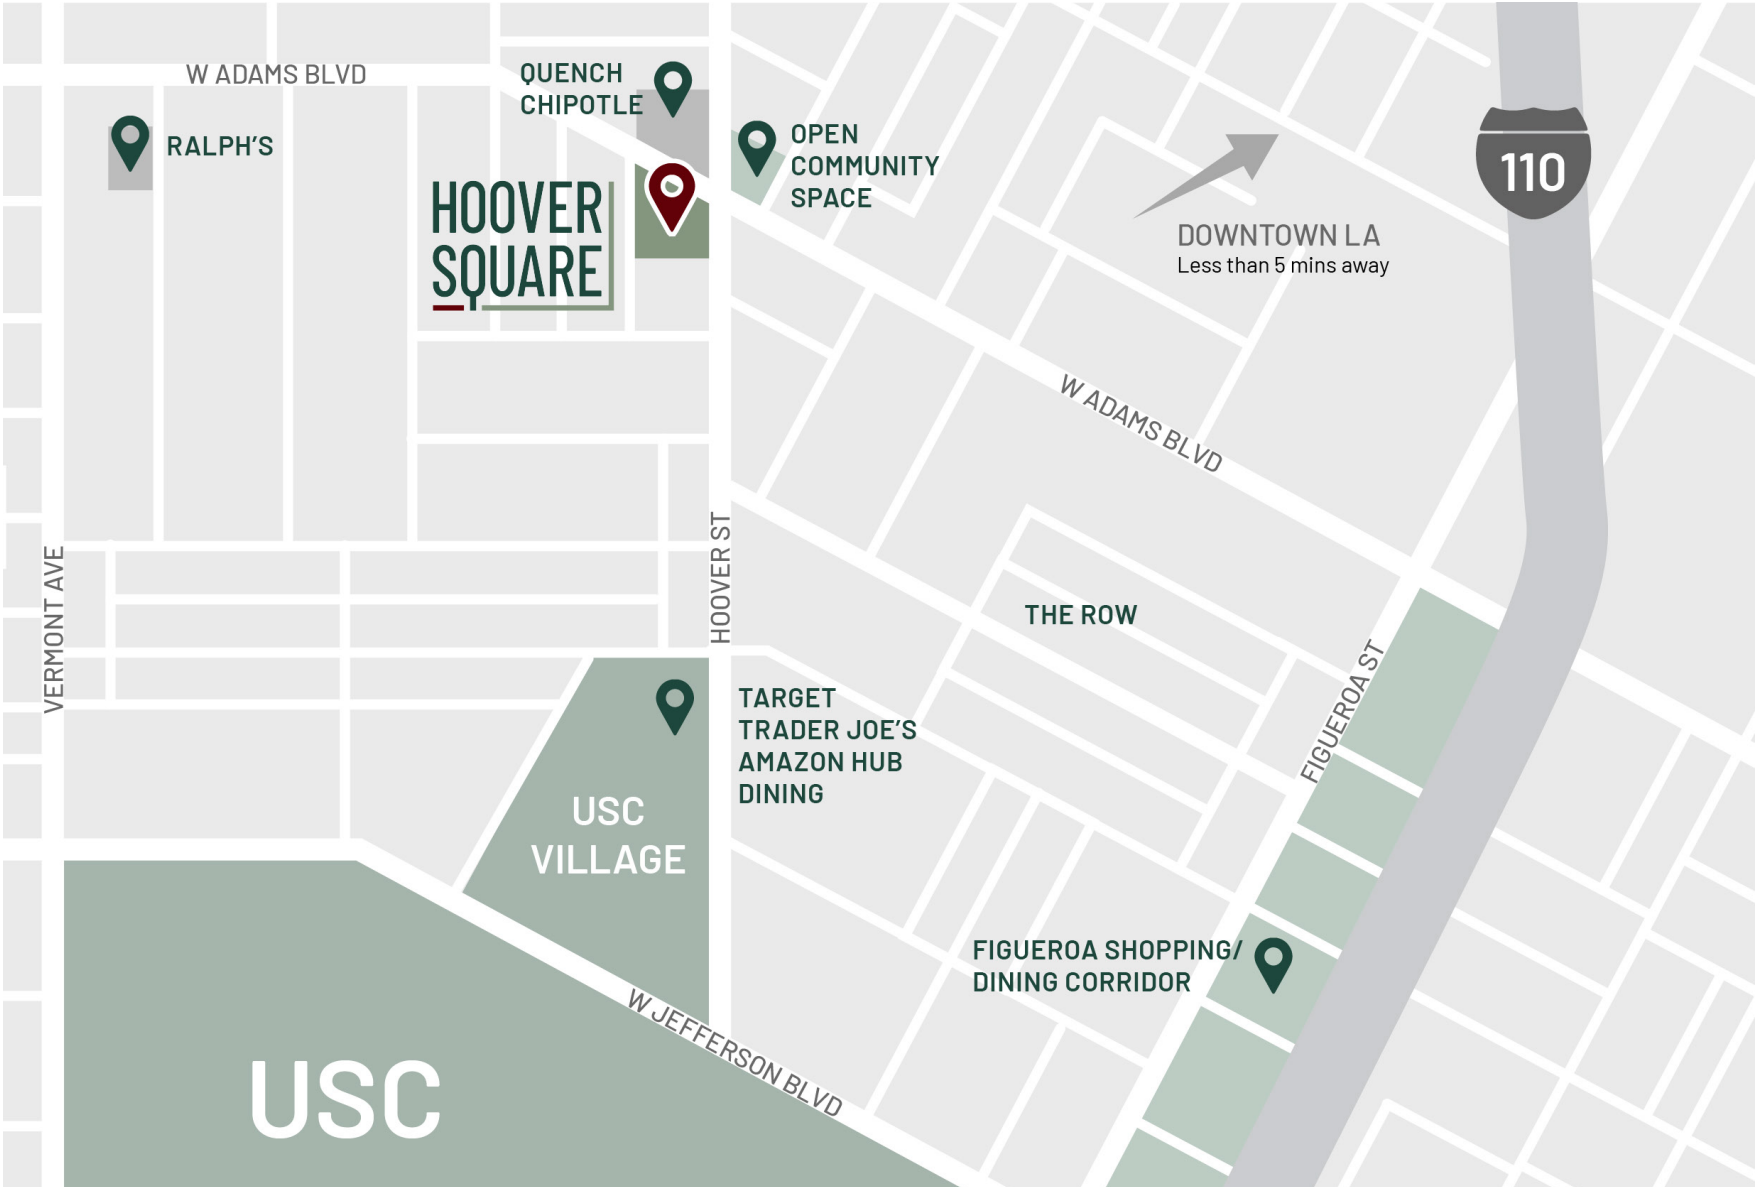 W ADAMS BLVD
QUENCH
CHIPOTLE
RALPH'S
OPEN
COMMUNITY
SPACE
110
HOOVER
SQUARE
DOWNTOWN LA
Less than 5 mins away
W ADAMS BLVD
VERMONT AVE
HOOVER ST
THE ROW
FIGUEROA ST
TARGET
TRADER JOE'S
AMAZON HUB
DINING
USC
VILLAGE
FIGUEROA SHOPPING/
DINING CORRIDOR
W JEFFERSON BLVD
USC